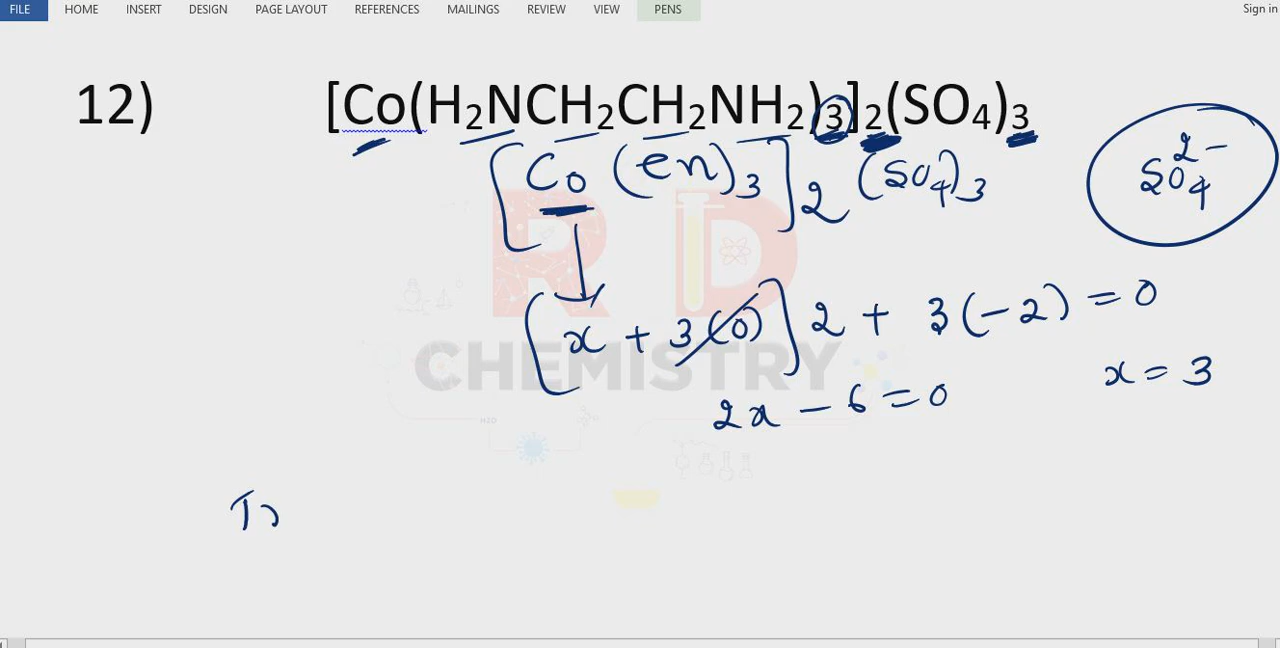 FILE HOME INSERT DESIGN PAGE LAYOUT REFERENCES MAILINGS REVIEW VIEW PENS Sign in
12) [Co(H₂NCH₂CH₂NH₂)₃]₂(SO₄)₃
[Co(en)₃]₂(SO₄)₃
SO₄²⁻
[x + 3(0)]2 + 3(-2) = 0
x = 3
2x - 6 = 0
RD
CHEMISTRY
H2O